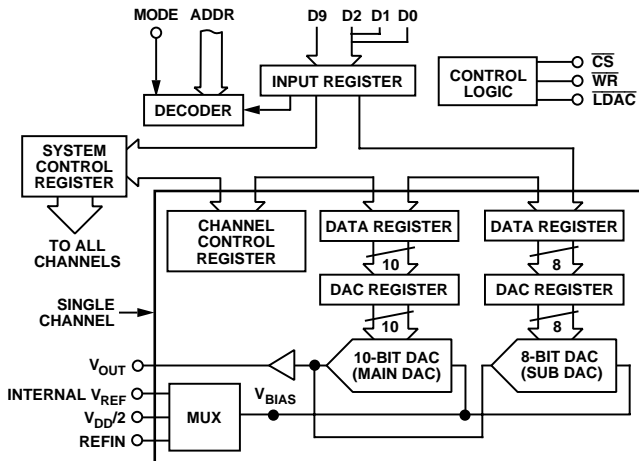 MODE ADDR D9 D2 D1 D0
INPUT REGISTER
DECODER
CONTROL
LOGIC
CS
WR
LDAC
SYSTEM
CONTROL
REGISTER
TO ALL
CHANNELS
CHANNEL
CONTROL
REGISTER
DATA REGISTER
DATA REGISTER
10
8
DAC REGISTER
DAC REGISTER
10
8
SINGLE
CHANNEL
10-BIT DAC
(MAIN DAC)
8-BIT DAC
(SUB DAC)
VOUT
INTERNAL VREF
VDD/2
REFIN
MUX
VBIAS